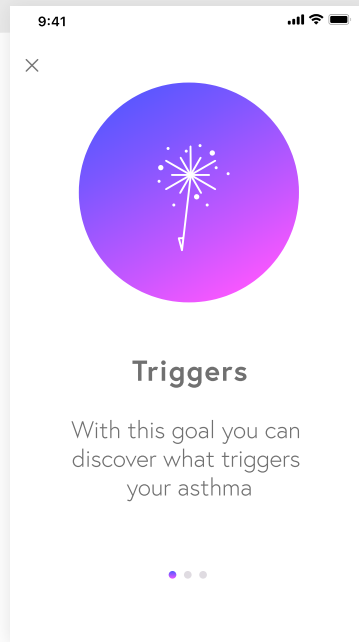 9:41
Triggers
With this goal you can
discover what triggers
your asthma